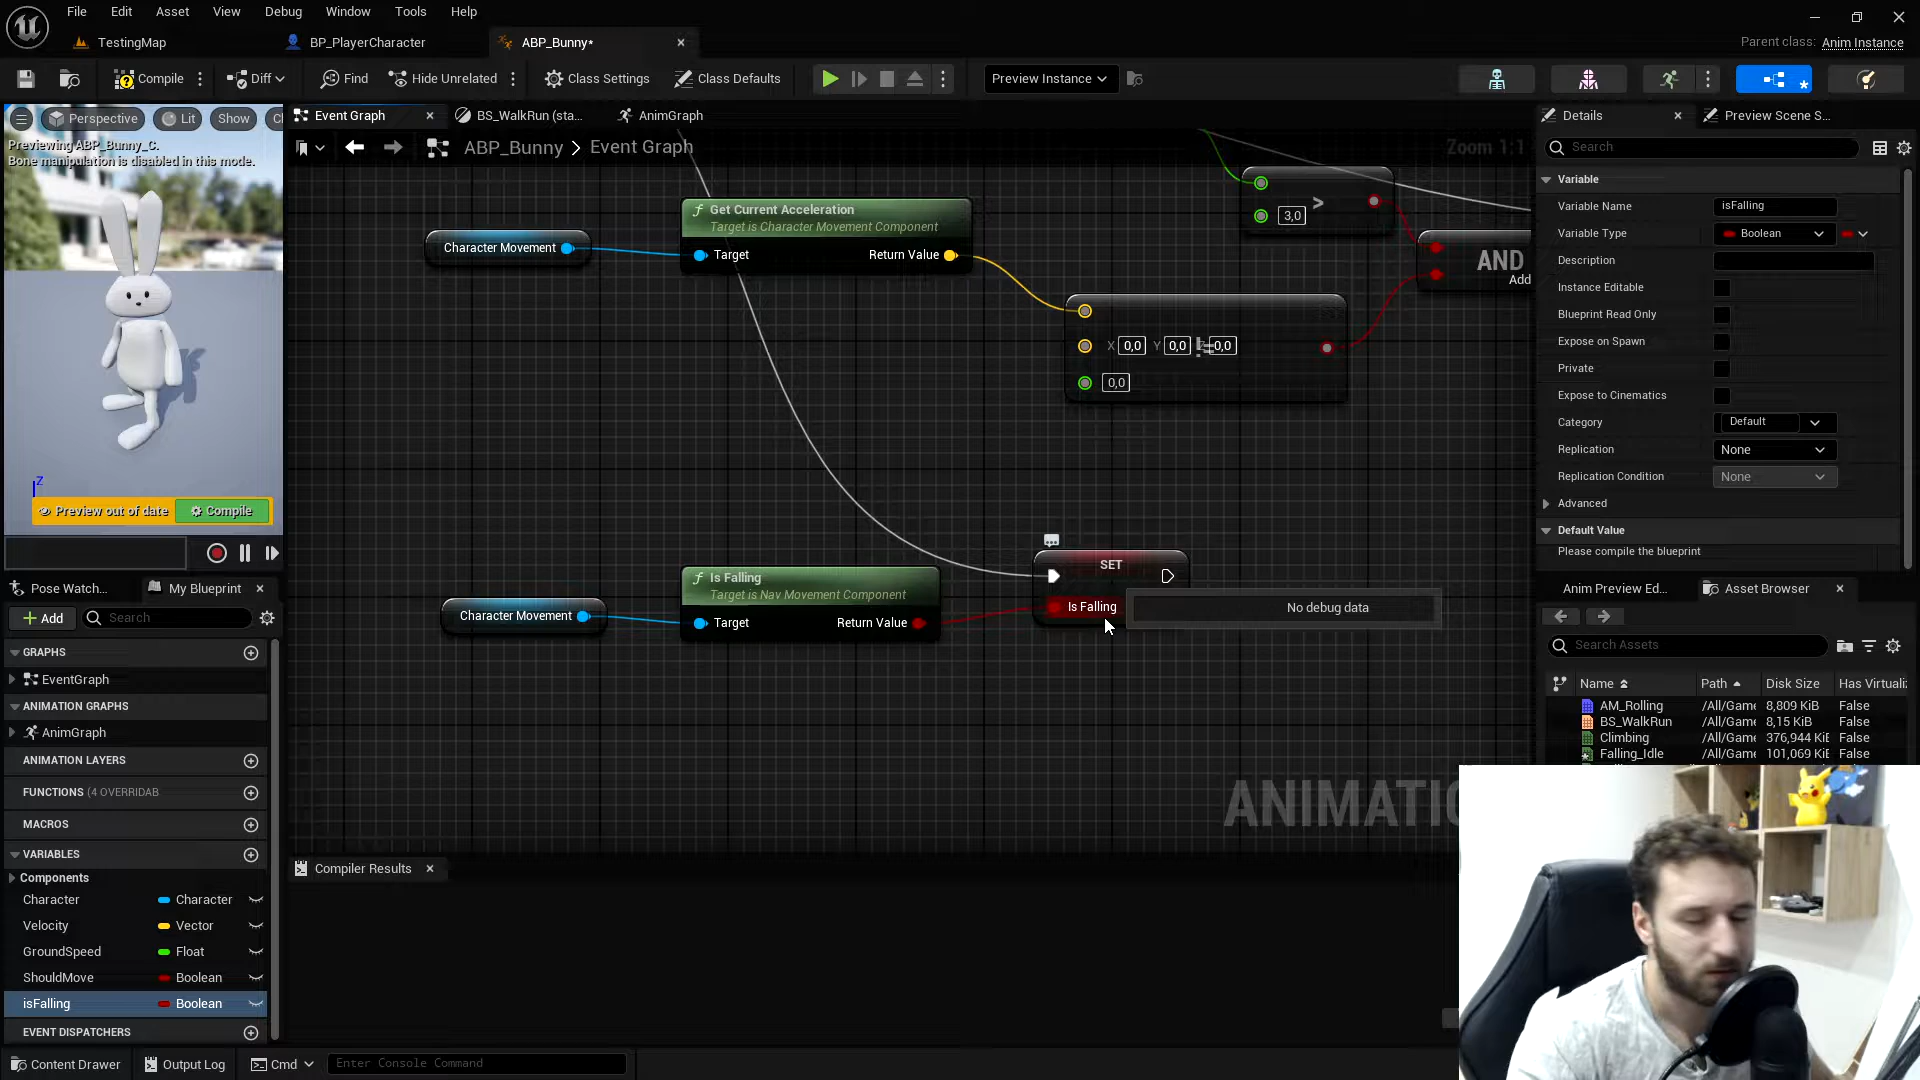 File Edit Asset View Debug Window Tools Help
TestingMap BP_PlayerCharacter ABP_Bunny* Parent class: Anim Instance
Compile Diff Find Hide Unrelated Class Settings Class Defaults Preview Instance
Perspective Lit Show
Previewing ABP_Bunny_C.
Bone manipulation is disabled in this mode.
Z
Preview out of date Compile
Event Graph BS_WalkRun (sta... AnimGraph
ABP_Bunny > Event Graph Zoom 1:1
Get Current Acceleration
Target is Character Movement Component
Character Movement
Target Return Value
3,0 >
AND
Add
X 0,0 Y 0,0 != 0,0
0,0
SET
Is Falling
Is Falling
Target is Nav Movement Component
Character Movement
Target Return Value
No debug data
ANIMATI
Compiler Results
Details Preview Scene S...
Search
Variable
Variable Name isFalling
Variable Type Boolean
Description
Instance Editable
Blueprint Read Only
Expose on Spawn
Private
Expose to Cinematics
Category Default
Replication None
Replication Condition None
Advanced
Default Value
Please compile the blueprint
Anim Preview Ed... Asset Browser
Search Assets
Name Path Disk Size Has Virtuali
AM_Rolling /All/Game 8,809 KiB False
BS_WalkRun /All/Game 8,15 KiB False
Climbing /All/Game 376,944 KiB False
Falling_Idle /All/Game 101,069 KiB False
Pose Watch... My Blueprint
Add Search
GRAPHS
EventGraph
ANIMATION GRAPHS
AnimGraph
ANIMATION LAYERS
FUNCTIONS (4 OVERRIDAB
MACROS
VARIABLES
Components
Character Character
Velocity Vector
GroundSpeed Float
ShouldMove Boolean
isFalling Boolean
EVENT DISPATCHERS
Content Drawer Output Log Cmd Enter Console Command